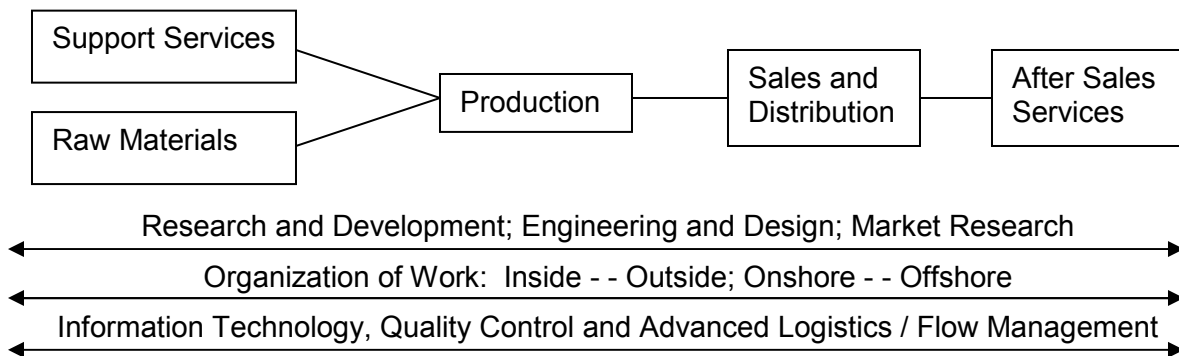 Support Services
Raw Materials
Production
Sales and
Distribution
After Sales
Services
Research and Development; Engineering and Design; Market Research
Organization of Work:  Inside - - Outside; Onshore - - Offshore
Information Technology, Quality Control and Advanced Logistics / Flow Management